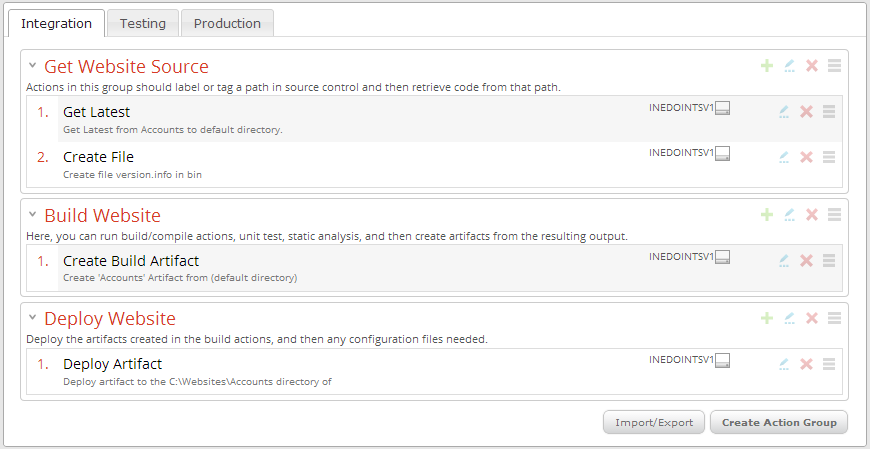 Integration Testing Production
Get Website Source
Actions in this group should label or tag a path in source control and then retrieve code from that path.
1. Get Latest INEDOINTSV1
Get Latest from Accounts to default directory.
2. Create File INEDOINTSV1
Create file version.info in bin
Build Website
Here, you can run build/compile actions, unit test, static analysis, and then create artifacts from the resulting output.
1. Create Build Artifact INEDOINTSV1
Create 'Accounts' Artifact from (default directory)
Deploy Website
Deploy the artifacts created in the build actions, and then any configuration files needed.
1. Deploy Artifact INEDOINTSV1
Deploy artifact to the C:\Websites\Accounts directory of
Import/Export Create Action Group